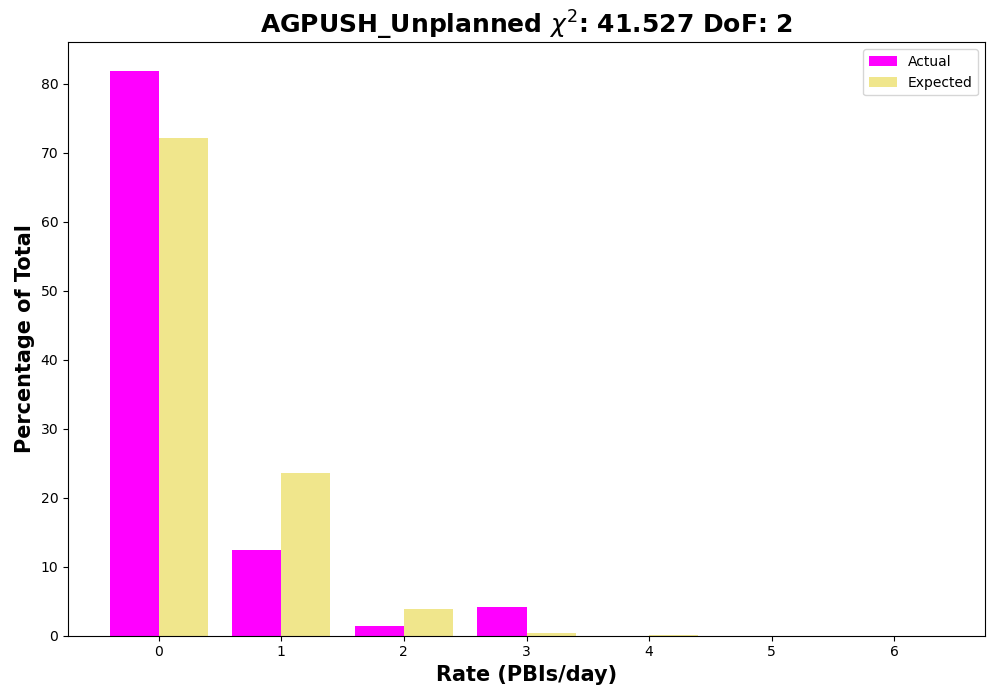 AGPUSH_Unplanned χ²: 41.527 DoF: 2
Actual
Expected
Percentage of Total
80
70
60
50
40
30
20
10
0
0 1 2 3 4 5 6
Rate (PBIs/day)